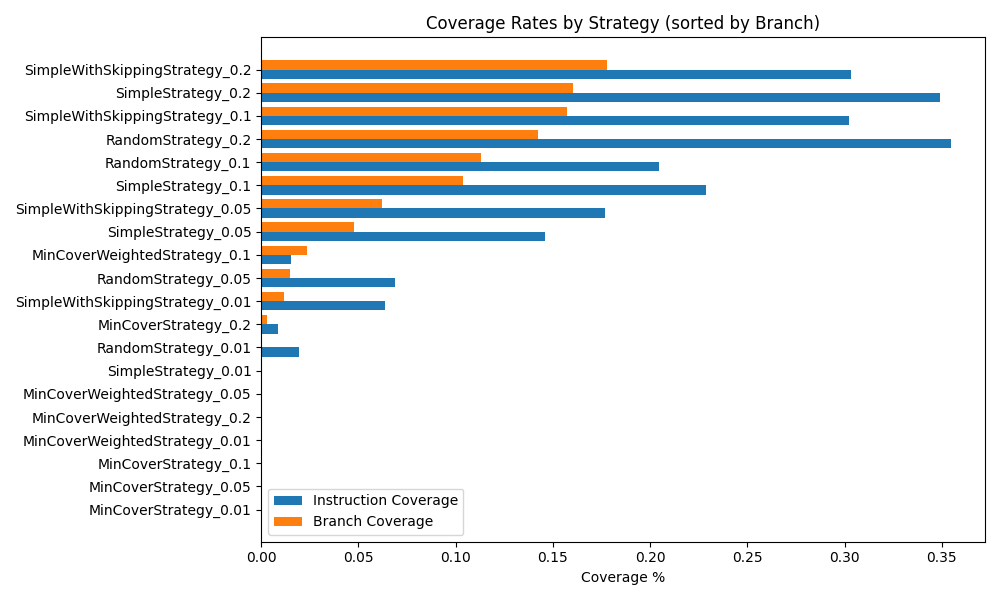 Coverage Rates by Strategy (sorted by Branch)
SimpleWithSkippingStrategy_0.2
SimpleStrategy_0.2
SimpleWithSkippingStrategy_0.1
RandomStrategy_0.2
RandomStrategy_0.1
SimpleStrategy_0.1
SimpleWithSkippingStrategy_0.05
SimpleStrategy_0.05
MinCoverWeightedStrategy_0.1
RandomStrategy_0.05
SimpleWithSkippingStrategy_0.01
MinCoverStrategy_0.2
RandomStrategy_0.01
SimpleStrategy_0.01
MinCoverWeightedStrategy_0.05
MinCoverWeightedStrategy_0.2
MinCoverWeightedStrategy_0.01
MinCoverStrategy_0.1
MinCoverStrategy_0.05
MinCoverStrategy_0.01
Instruction Coverage
Branch Coverage
0.00 0.05 0.10 0.15 0.20 0.25 0.30 0.35
Coverage %